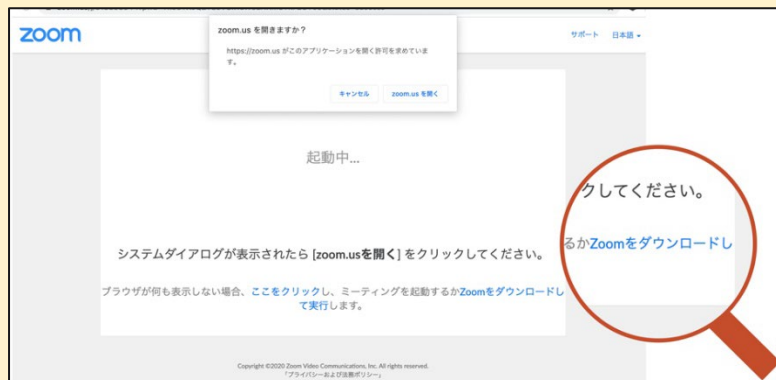 zoom.us を開きますか？
https://zoom.us がこのアプリケーションを開く許可を求めていま
す。
キャンセル zoom.us を開く
zoom
サポート 日本語
起動中...
システムダイアログが表示されたら [zoom.usを開く] をクリックしてください。
ブラウザが何も表示しない場合、ここをクリックし、ミーティングを起動するかZoomをダウンロードし
て実行します。
クしてください。
るかZoomをダウンロードし
Copyright ©2020 Zoom Video Communications, Inc. All rights reserved.
「プライバシーおよび法務ポリシー」